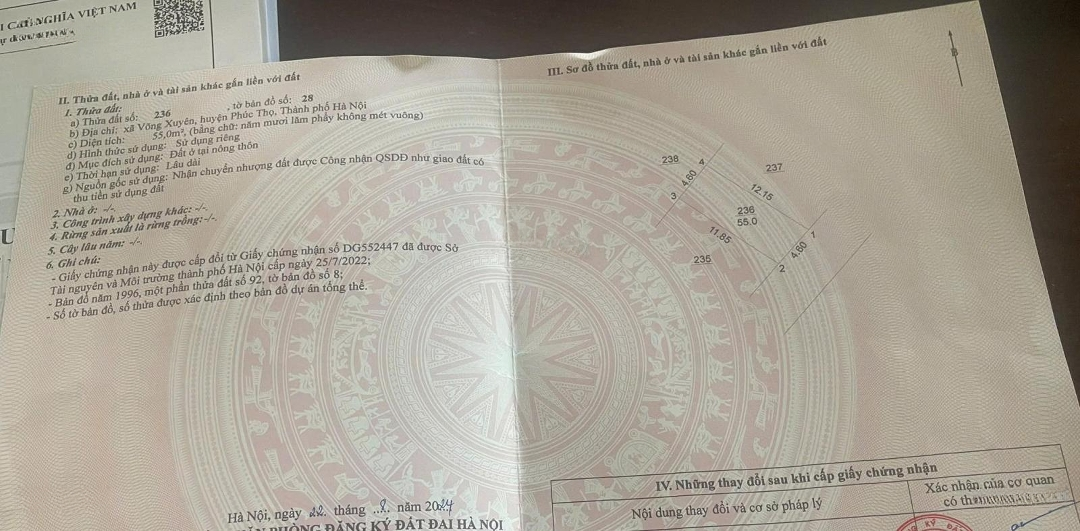 NGHĨA VIỆT NAM
II. Thửa đất, nhà ở và tài sản khác gắn liền với đất
1. Thửa đất:
a) Thửa đất số: 236 , tờ bản đồ số: 28
b) Địa chỉ: xã Võng Xuyên, huyện Phúc Thọ, Thành phố Hà Nội
c) Diện tích: 55,0m², (bằng chữ: năm mươi lăm phẩy không mét vuông)
d) Hình thức sử dụng: Sử dụng riêng
đ) Mục đích sử dụng: Đất ở tại nông thôn
e) Thời hạn sử dụng: Lâu dài
g) Nguồn gốc sử dụng: Nhận chuyển nhượng đất được Công nhận QSDĐ như giao đất có
thu tiền sử dụng đất
2. Nhà ở: -/-.
3. Công trình xây dựng khác: -/-.
4. Rừng sản xuất là rừng trồng: -/-.
5. Cây lâu năm: -/-.
6. Ghi chú:
- Giấy chứng nhận này được cấp đổi từ Giấy chứng nhận số DG552447 đã được Sở
Tài nguyên và Môi trường thành phố Hà Nội cấp ngày 25/7/2022;
- Bản đồ năm 1996, một phần thửa đất số 92, tờ bản đồ số 8;
- Số tờ bản đồ, số thửa được xác định theo bản đồ dự án tổng thể.
Hà Nội, ngày 22 tháng .8. năm 2024
PHÒNG ĐĂNG KÝ ĐẤT ĐAI HÀ NỘI
III. Sơ đồ thửa đất, nhà ở và tài sản khác gắn liền với đất
B
238
4
237
4.60
3
12.15
236
55.0
11.85
1
4.60
235
2
IV. Những thay đổi sau khi cấp giấy chứng nhận
Nội dung thay đổi và cơ sở pháp lý
Xác nhận của cơ quan
có
KÝ